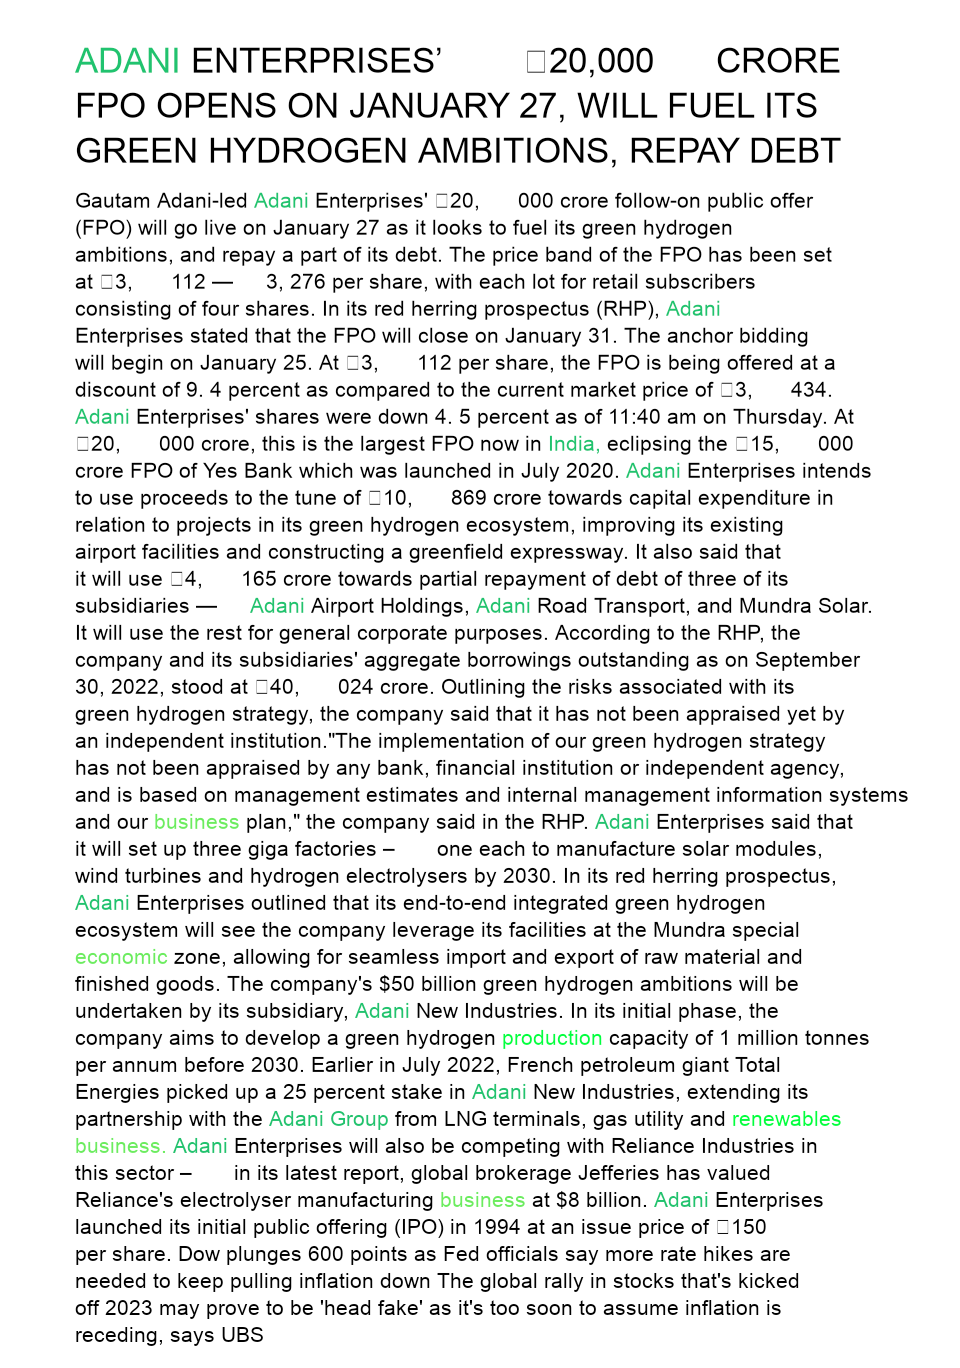 ADANI ENTERPRISES’ □20,000 CRORE
FPO OPENS ON JANUARY 27, WILL FUEL ITS
GREEN HYDROGEN AMBITIONS, REPAY DEBT
Gautam Adani-led Adani Enterprises' □20, 000 crore follow-on public offer
(FPO) will go live on January 27 as it looks to fuel its green hydrogen
ambitions, and repay a part of its debt. The price band of the FPO has been set
at □3, 112 — 3, 276 per share, with each lot for retail subscribers
consisting of four shares. In its red herring prospectus (RHP), Adani
Enterprises stated that the FPO will close on January 31. The anchor bidding
will begin on January 25. At □3, 112 per share, the FPO is being offered at a
discount of 9. 4 percent as compared to the current market price of □3, 434.
Adani Enterprises' shares were down 4. 5 percent as of 11:40 am on Thursday. At
□20, 000 crore, this is the largest FPO now in India, eclipsing the □15, 000
crore FPO of Yes Bank which was launched in July 2020. Adani Enterprises intends
to use proceeds to the tune of □10, 869 crore towards capital expenditure in
relation to projects in its green hydrogen ecosystem, improving its existing
airport facilities and constructing a greenfield expressway. It also said that
it will use □4, 165 crore towards partial repayment of debt of three of its
subsidiaries — Adani Airport Holdings, Adani Road Transport, and Mundra Solar.
It will use the rest for general corporate purposes. According to the RHP, the
company and its subsidiaries' aggregate borrowings outstanding as on September
30, 2022, stood at □40, 024 crore. Outlining the risks associated with its
green hydrogen strategy, the company said that it has not been appraised yet by
an independent institution."The implementation of our green hydrogen strategy
has not been appraised by any bank, financial institution or independent agency,
and is based on management estimates and internal management information systems
and our business plan," the company said in the RHP. Adani Enterprises said that
it will set up three giga factories – one each to manufacture solar modules,
wind turbines and hydrogen electrolysers by 2030. In its red herring prospectus,
Adani Enterprises outlined that its end-to-end integrated green hydrogen
ecosystem will see the company leverage its facilities at the Mundra special
economic zone, allowing for seamless import and export of raw material and
finished goods. The company's $50 billion green hydrogen ambitions will be
undertaken by its subsidiary, Adani New Industries. In its initial phase, the
company aims to develop a green hydrogen production capacity of 1 million tonnes
per annum before 2030. Earlier in July 2022, French petroleum giant Total
Energies picked up a 25 percent stake in Adani New Industries, extending its
partnership with the Adani Group from LNG terminals, gas utility and renewables
business. Adani Enterprises will also be competing with Reliance Industries in
this sector – in its latest report, global brokerage Jefferies has valued
Reliance's electrolyser manufacturing business at $8 billion. Adani Enterprises
launched its initial public offering (IPO) in 1994 at an issue price of □150
per share. Dow plunges 600 points as Fed officials say more rate hikes are
needed to keep pulling inflation down The global rally in stocks that's kicked
off 2023 may prove to be 'head fake' as it's too soon to assume inflation is
receding, says UBS